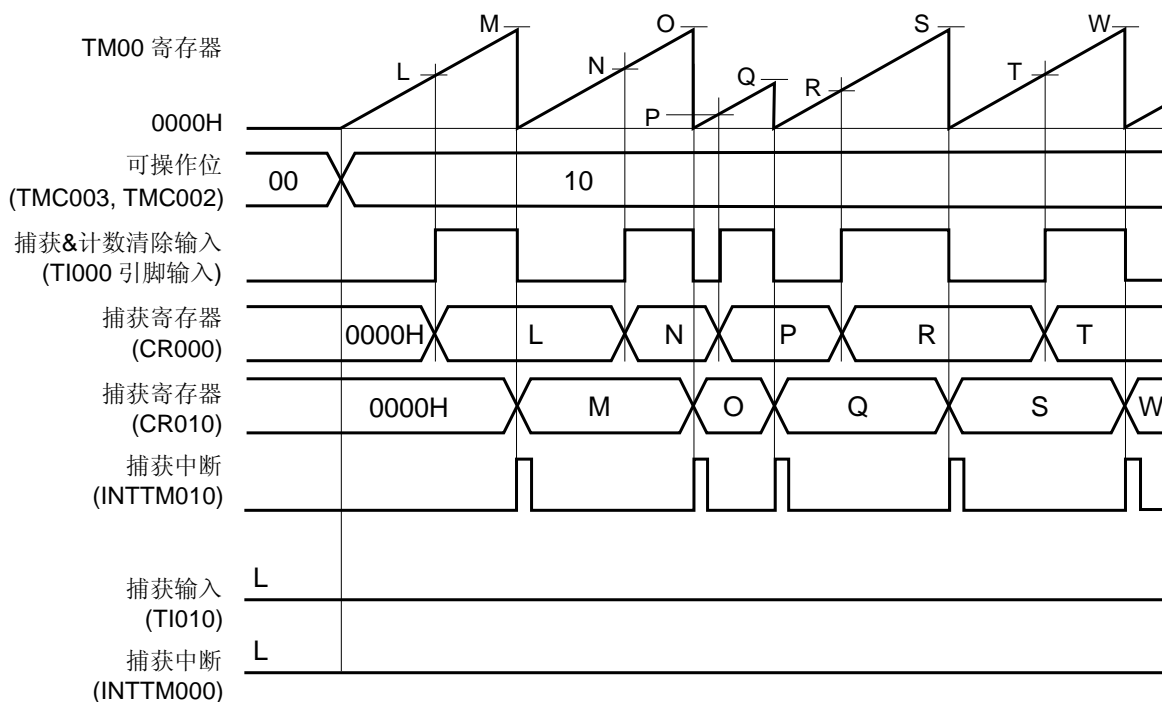 M
O
S
W
TM00 寄存器
L
N
Q
R
T
P
0000H
可操作位
(TMC003, TMC002)
00
10
捕获&计数清除输入
(TI000 引脚输入)
捕获寄存器
(CR000)
0000H
L
N
P
R
T
捕获寄存器
(CR010)
0000H
M
O
Q
S
W
捕获中断
(INTTM010)
L
捕获输入
(TI010)
L
捕获中断
(INTTM000)